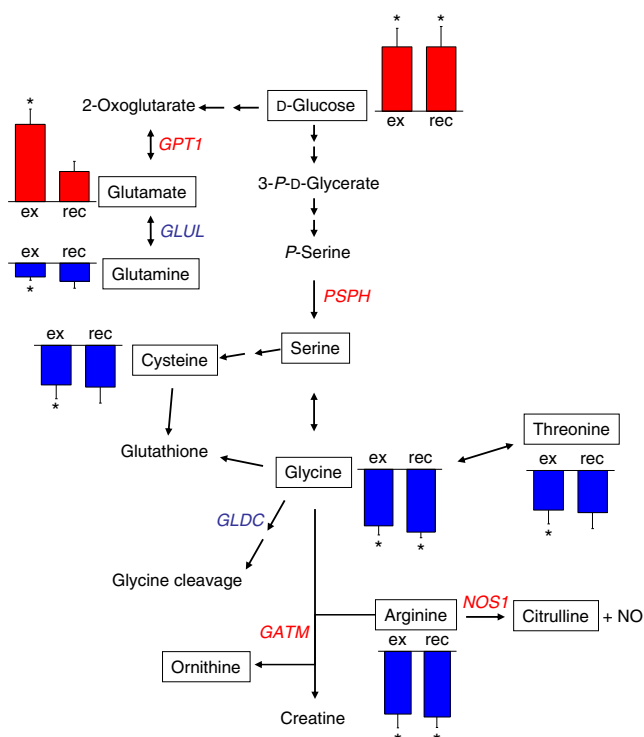 * *
2-Oxoglutarate
D-Glucose
ex rec
*
GPT1
3-P-D-Glycerate
Glutamate
ex rec
GLUL
ex rec
Glutamine
*
P-Serine
PSPH
ex rec
Cysteine
Serine
*
Threonine
Glutathione
Glycine
ex rec
*
* *
GLDC
Glycine cleavage
NOS1
Arginine
Citrulline + NO
GATM
ex rec
Ornithine
Creatine
* *